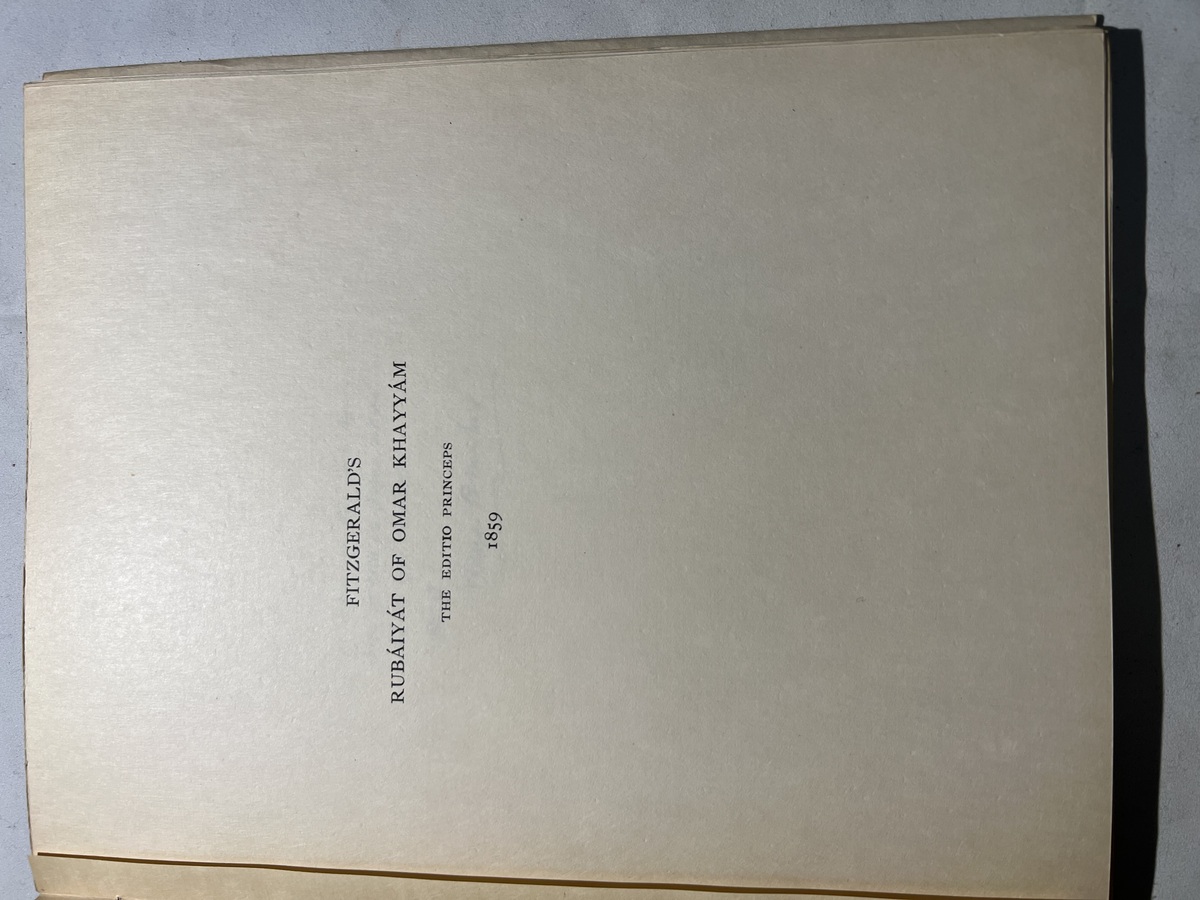 FITZGERALD'S
RUBÁIYÁT OF OMAR KHAYYÁM
THE EDITIO PRINCEPS
1859